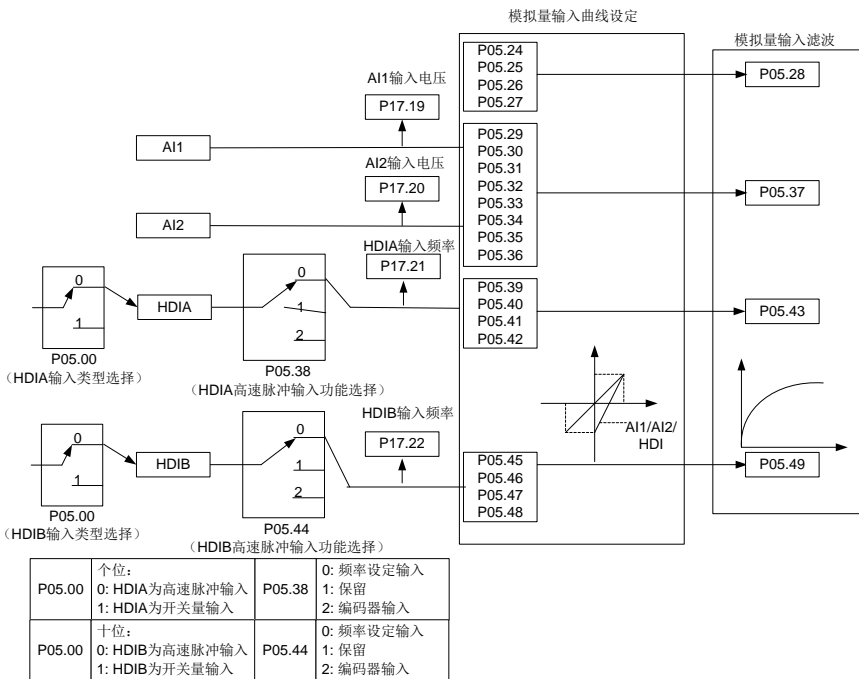 模拟量输入曲线设定
模拟量输入滤波
P05.24
P05.25
P05.26
P05.27
P05.28
AI1输入电压
P17.19
AI1
P05.29
P05.30
P05.31
P05.32
P05.33
P05.34
P05.35
P05.36
P05.37
AI2输入电压
P17.20
AI2
HDIA输入频率
P17.21
0
1
P05.00
(HDIA输入类型选择)
HDIA
0
1
2
P05.38
(HDIA高速脉冲输入功能选择)
P05.39
P05.40
P05.41
P05.42
P05.43
AI1/AI2/
HDI
HDIB输入频率
P17.22
0
1
P05.00
(HDIB输入类型选择)
HDIB
0
1
2
P05.44
(HDIB高速脉冲输入功能选择)
P05.45
P05.46
P05.47
P05.48
P05.49
P05.00
个位:
0: HDIA为高速脉冲输入
1: HDIA为开关量输入
P05.38
0: 频率设定输入
1: 保留
2: 编码器输入
P05.00
十位:
0: HDIB为高速脉冲输入
1: HDIB为开关量输入
P05.44
0: 频率设定输入
1: 保留
2: 编码器输入